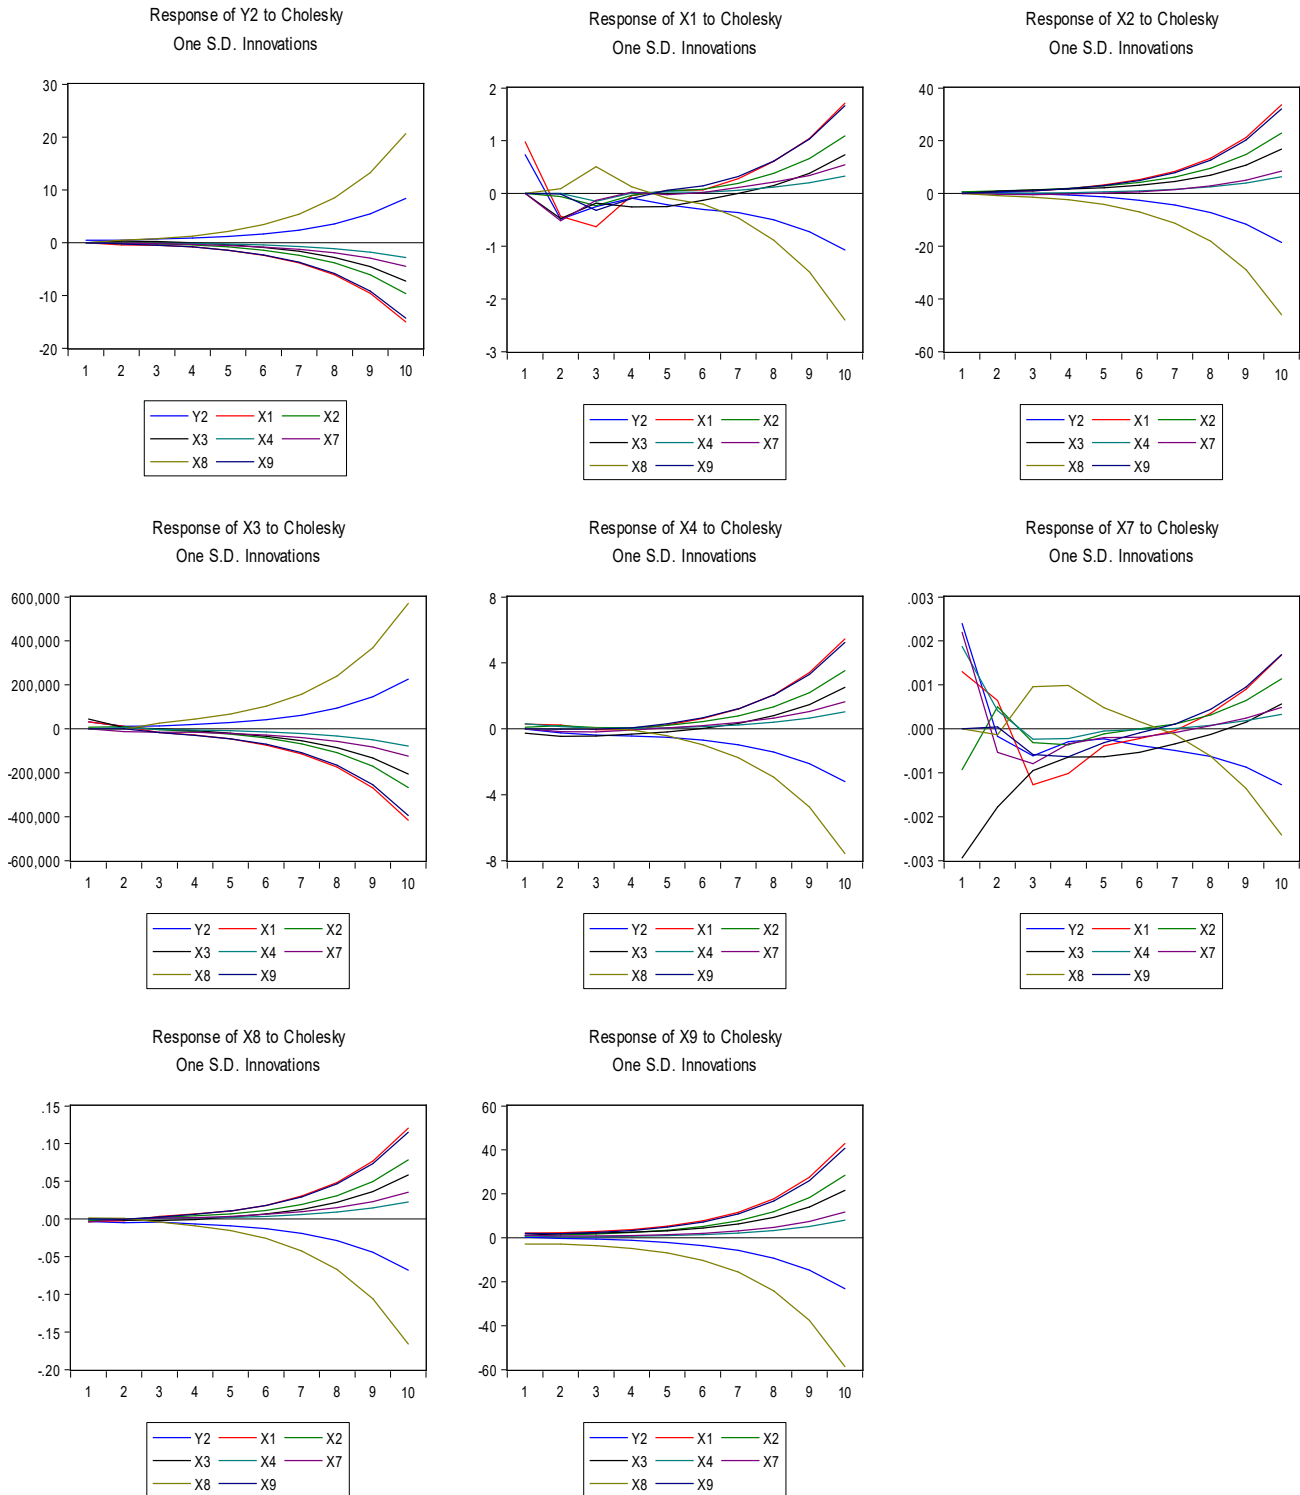 Response of Y2 to Cholesky
One S.D. Innovations
30
20
10
0
-10
-20
1 2 3 4 5 6 7 8 9 10
Y2 X1 X2
X3 X4 X7
X8 X9
Response of X1 to Cholesky
One S.D. Innovations
2
1
0
-1
-2
-3
1 2 3 4 5 6 7 8 9 10
Y2 X1 X2
X3 X4 X7
X8 X9
Response of X2 to Cholesky
One S.D. Innovations
40
20
0
-20
-40
-60
1 2 3 4 5 6 7 8 9 10
Y2 X1 X2
X3 X4 X7
X8 X9
Response of X3 to Cholesky
One S.D. Innovations
600,000
400,000
200,000
0
-200,000
-400,000
-600,000
1 2 3 4 5 6 7 8 9 10
Y2 X1 X2
X3 X4 X7
X8 X9
Response of X4 to Cholesky
One S.D. Innovations
8
4
0
-4
-8
1 2 3 4 5 6 7 8 9 10
Y2 X1 X2
X3 X4 X7
X8 X9
Response of X7 to Cholesky
One S.D. Innovations
.003
.002
.001
.000
-.001
-.002
-.003
1 2 3 4 5 6 7 8 9 10
Y2 X1 X2
X3 X4 X7
X8 X9
Response of X8 to Cholesky
One S.D. Innovations
.15
.10
.05
.00
-.05
-.10
-.15
-.20
1 2 3 4 5 6 7 8 9 10
Y2 X1 X2
X3 X4 X7
X8 X9
Response of X9 to Cholesky
One S.D. Innovations
60
40
20
0
-20
-40
-60
1 2 3 4 5 6 7 8 9 10
Y2 X1 X2
X3 X4 X7
X8 X9